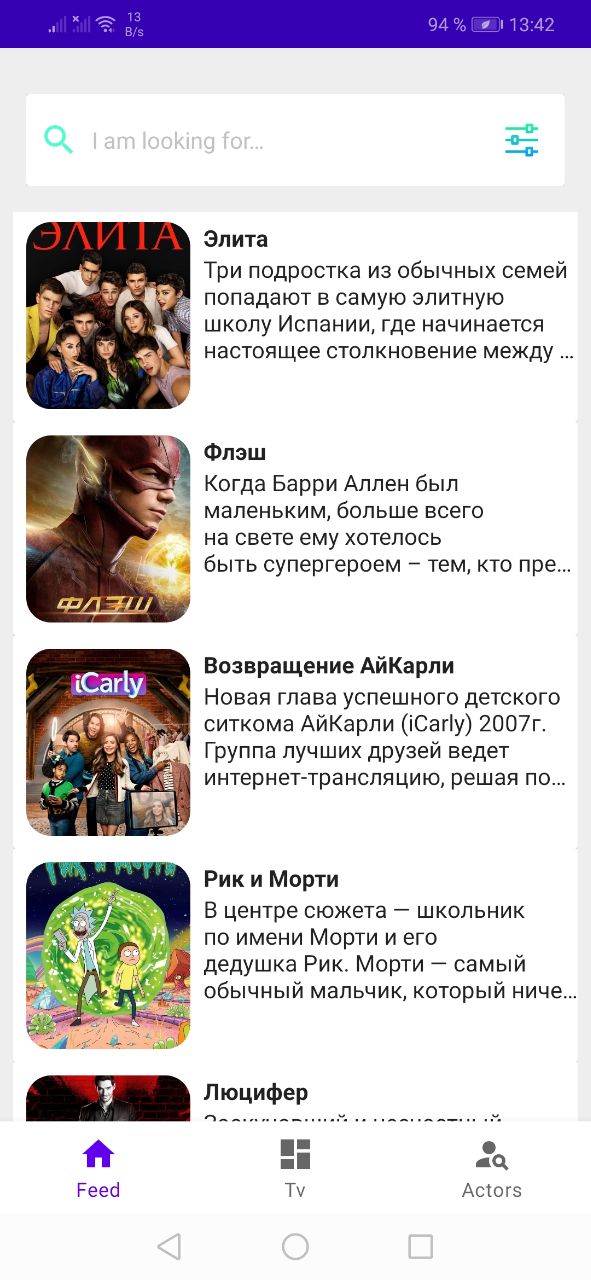 13
B/s
94 % 13:42
I am looking for...
ЭЛИТА
Элита
Три подростка из обычных семей
попадают в самую элитную
школу Испании, где начинается
настоящее столкновение между ...
ФЛЭШ
Флэш
Когда Барри Аллен был
маленьким, больше всего
на свете ему хотелось
быть супергероем – тем, кто пре...
iCarly
Возвращение АйКарли
Новая глава успешного детского
ситкома АйКарли (iCarly) 2007г.
Группа лучших друзей ведет
интернет-трансляцию, решая по...
Рик и Морти
Рик и Морти
В центре сюжета — школьник
по имени Морти и его
дедушка Рик. Морти — самый
обычный мальчик, который ниче...
Люцифер
Feed
Tv
Actors